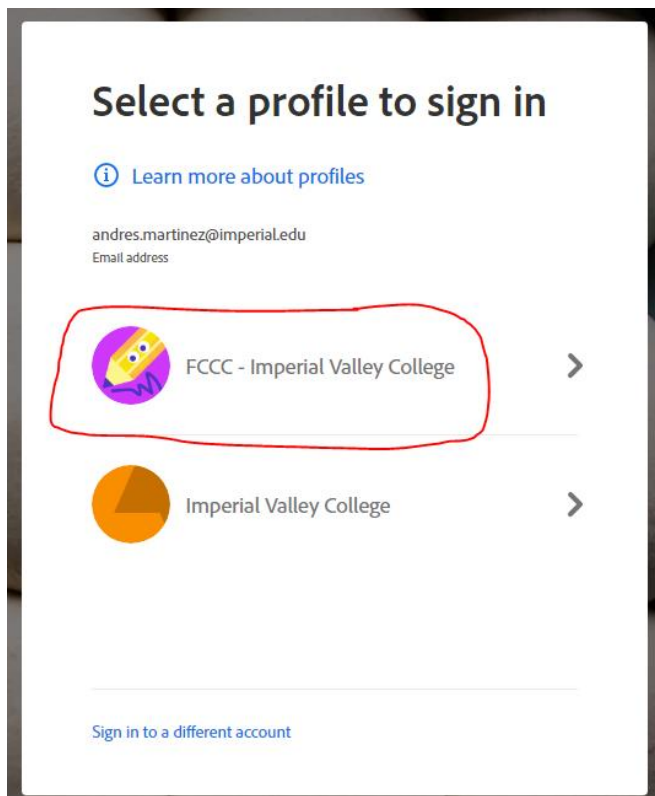 Select a profile to sign in
Learn more about profiles
andres.martinez@imperial.edu
Email address
FCCC - Imperial Valley College
Imperial Valley College
Sign in to a different account